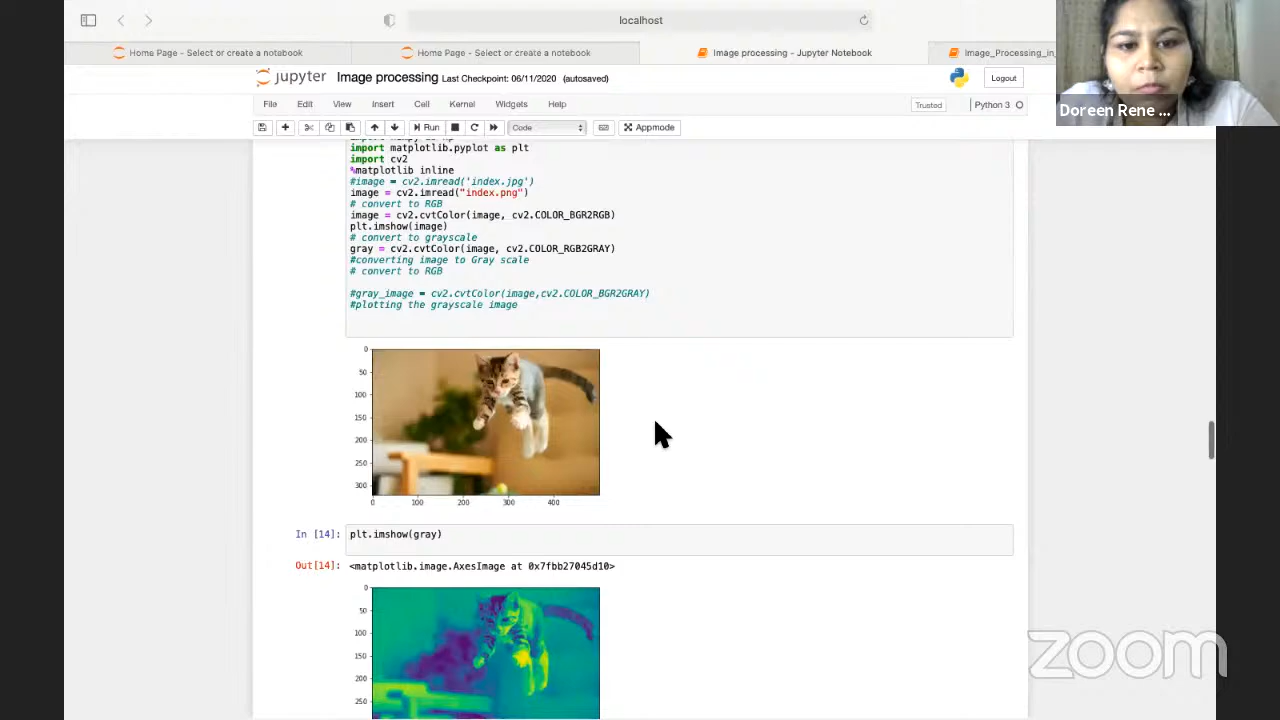 localhost
Home Page - Select or create a notebook
Home Page - Select or create a notebook
Image processing - Jupyter Notebook
Image_Processing_in_
Doreen Rene ...
jupyter Image processing Last Checkpoint: 06/11/2020 (autosaved)
Logout
File Edit View Insert Cell Kernel Widgets Help
Trusted
Python 3
Run
Code
Appmode
import matplotlib.pyplot as plt
import cv2
%matplotlib inline
#image = cv2.imread('index.jpg')
image = cv2.imread("index.png")
# convert to RGB
image = cv2.cvtColor(image, cv2.COLOR_BGR2RGB)
plt.imshow(image)
# convert to grayscale
gray = cv2.cvtColor(image, cv2.COLOR_RGB2GRAY)
#converting image to Gray scale
# convert to RGB
#gray_image = cv2.cvtColor(image,cv2.COLOR_BGR2GRAY)
#plotting the grayscale image
0
50
100
150
200
250
300
0 100 200 300 400
In [14]: plt.imshow(gray)
Out[14]: <matplotlib.image.AxesImage at 0x7fbb27045d10>
0
50
100
150
200
250
zoom